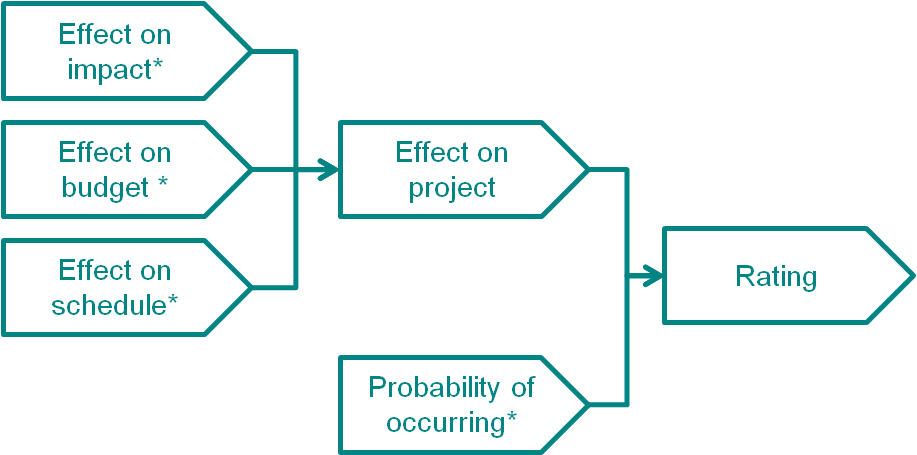 Effect on
impact*
Effect on
budget *
Effect on
schedule*
Effect on
project
Probability of
occurring*
Rating